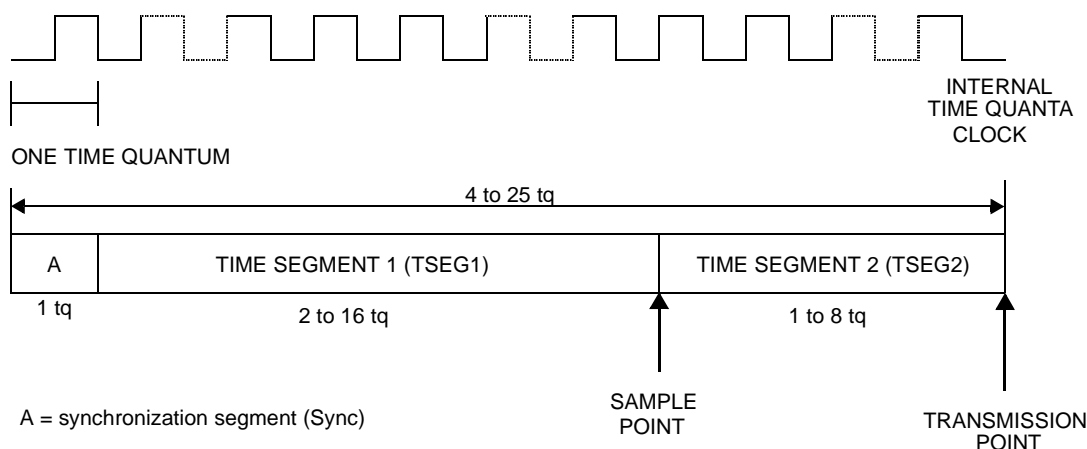 INTERNAL
TIME QUANTA
CLOCK
ONE TIME QUANTUM
4 to 25 tq
A
TIME SEGMENT 1 (TSEG1)
TIME SEGMENT 2 (TSEG2)
1 tq
2 to 16 tq
1 to 8 tq
A = synchronization segment (Sync)
SAMPLE
POINT
TRANSMISSION
POINT